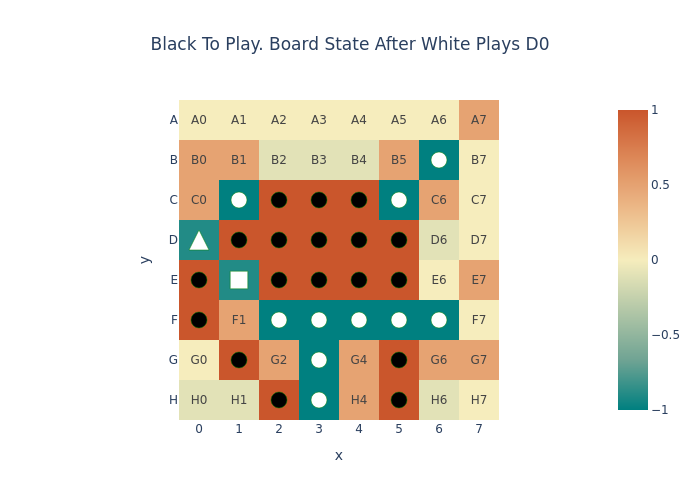 Black To Play. Board State After White Plays D0
A A0 A1 A2 A3 A4 A5 A6 A7 1
B B0 B1 B2 B3 B4 B5 B7
C C0 C6 C7 0.5
D D6 D7
y E E6 E7 0
F F1 F7 −0.5
G G0 G2 G4 G6 G7
H H0 H1 H4 H6 H7 −1
0 1 2 3 4 5 6 7
x